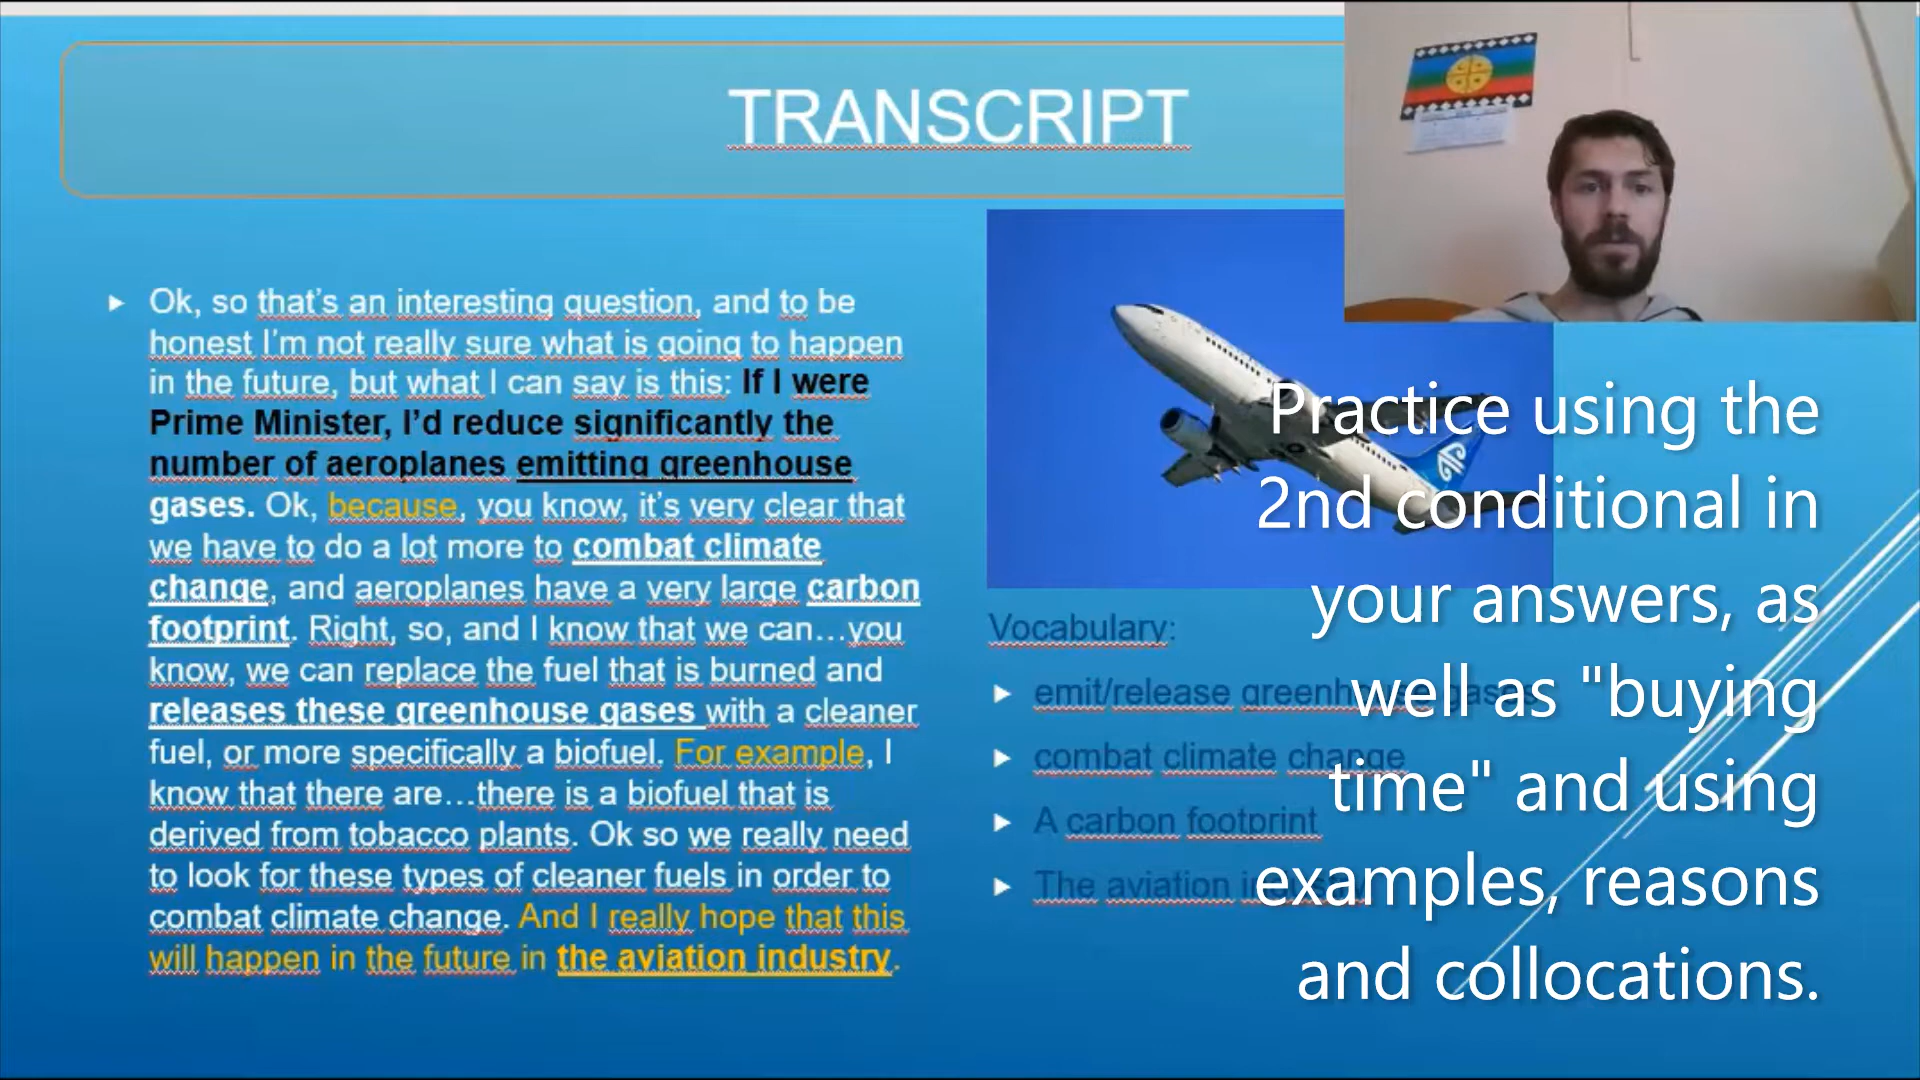 TRANSCRIPT
Ok, so that's an interesting question, and to be
honest I'm not really sure what is going to happen
in the future, but what I can say is this: If I were
Prime Minister, I'd reduce significantly the
number of aeroplanes emitting greenhouse
gases. Ok, because, you know, it's very clear that
we have to do a lot more to combat climate
change, and aeroplanes have a very large carbon
footprint. Right, so, and I know that we can…you
know, we can replace the fuel that is burned and
releases these greenhouse gases with a cleaner
fuel, or more specifically a biofuel. For example, I
know that there are…there is a biofuel that is
derived from tobacco plants. Ok so we really need
to look for these types of cleaner fuels in order to
combat climate change. And I really hope that this
will happen in the future in the aviation industry.
Vocabulary:
emit/release greenhouse gases
combat climate change
A carbon footprint
The aviation industry
Practice using the
2nd conditional in
your answers, as
well as "buying
time" and using
examples, reasons
and collocations.